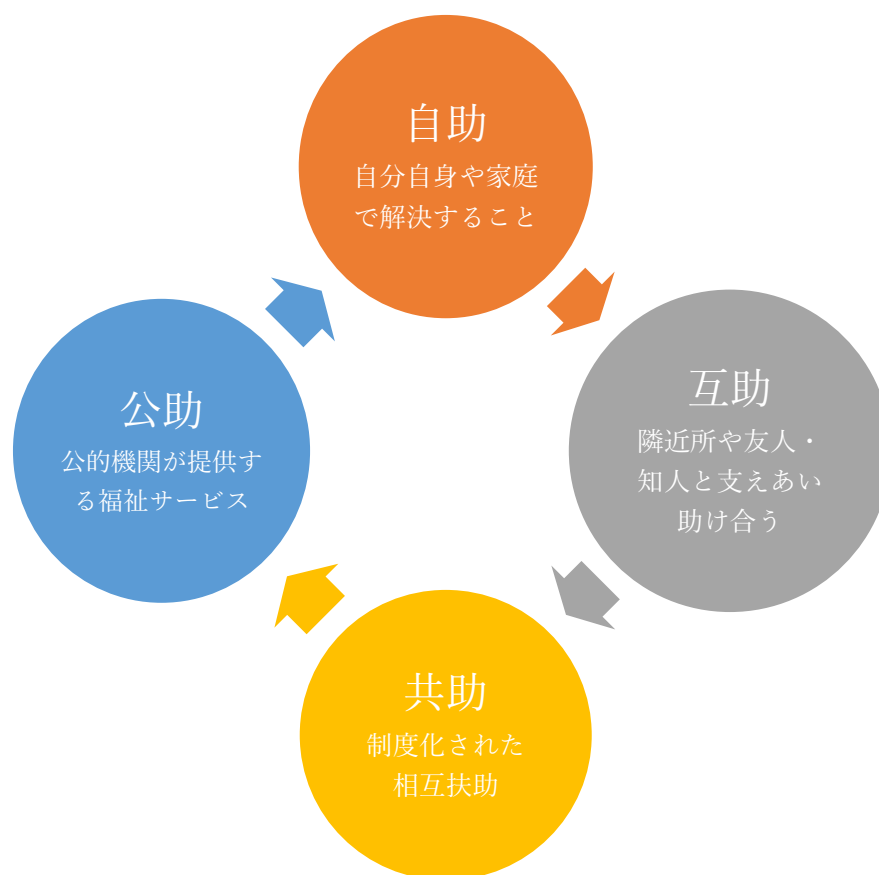 自助
自分自身や家庭
で解決すること
互助
隣近所や友人・
知人と支えあい
助け合う
共助
制度化された
相互扶助
公助
公的機関が提供す
る福祉サービス